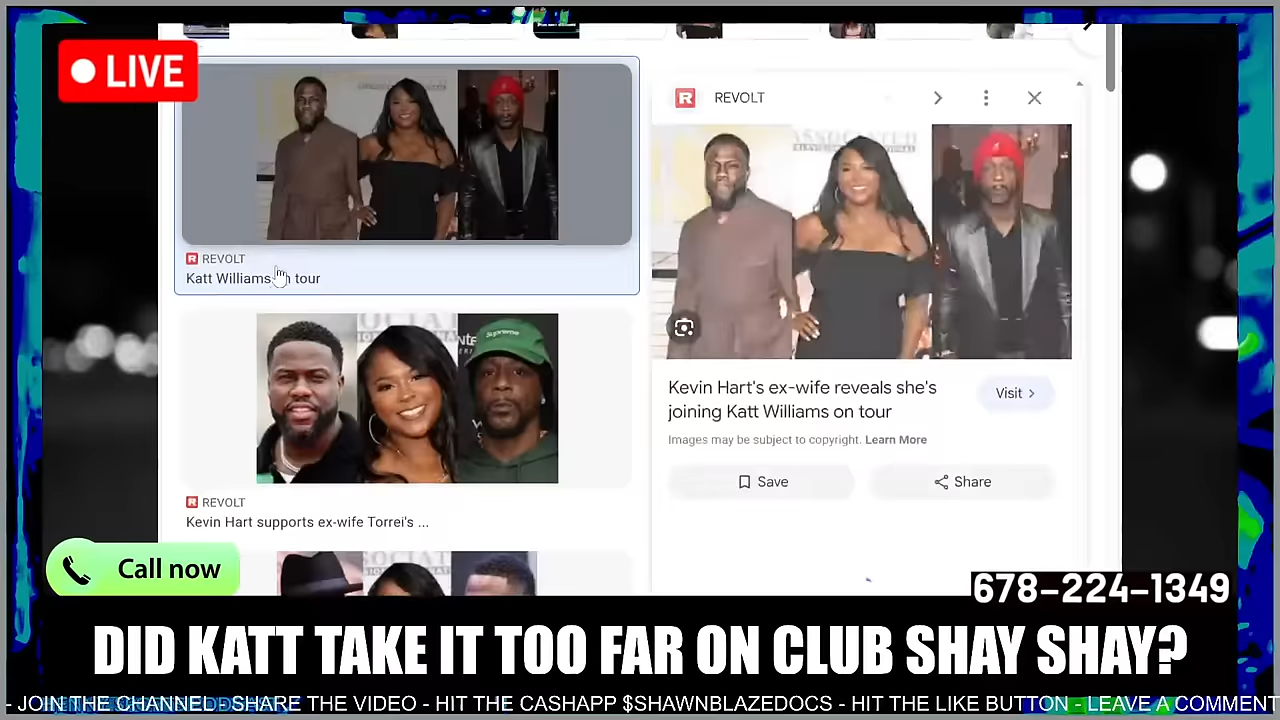 LIVE
REVOLT
Katt Williams on tour
REVOLT
Kevin Hart supports ex-wife Torrei's ...
REVOLT
Kevin Hart's ex-wife reveals she's
joining Katt Williams on tour
Visit
Images may be subject to copyright. Learn More
Save
Share
Supreme
Call now
678-224-1349
DID KATT TAKE IT TOO FAR ON CLUB SHAY SHAY?
- JOIN THE CHANNEL - SHARE THE VIDEO - HIT THE CASHAPP $SHAWNBLAZEDOCS - HIT THE LIKE BUTTON - LEAVE A COMMENT